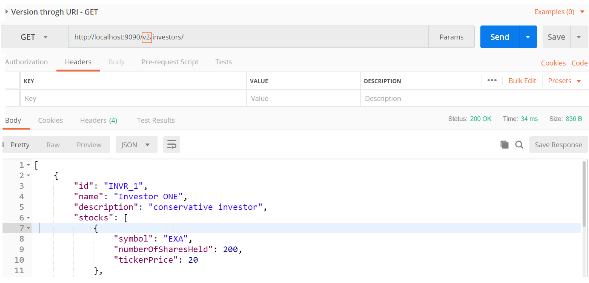 Version throgh URI - GET
Examples (0)
GET
http://localhost:9090/v2/investors/
Params
Send
Save
Authorization
Headers
Body
Pre-request Script
Tests
Cookies
Code
KEY
VALUE
DESCRIPTION
Bulk Edit
Presets
Key
Value
Description
Body
Cookies
Headers (4)
Test Results
Status: 200 OK
Time: 34 ms
Size: 836 B
Pretty
Raw
Preview
JSON
Save Response
1 [
2 {
3 "id": "INVR_1",
4 "name": "Investor ONE",
5 "description": "conservative investor",
6 "stocks": [
7 {
8 "symbol": "EXA",
9 "numberOfSharesHeld": 200,
10 "tickerPrice": 20
11 },